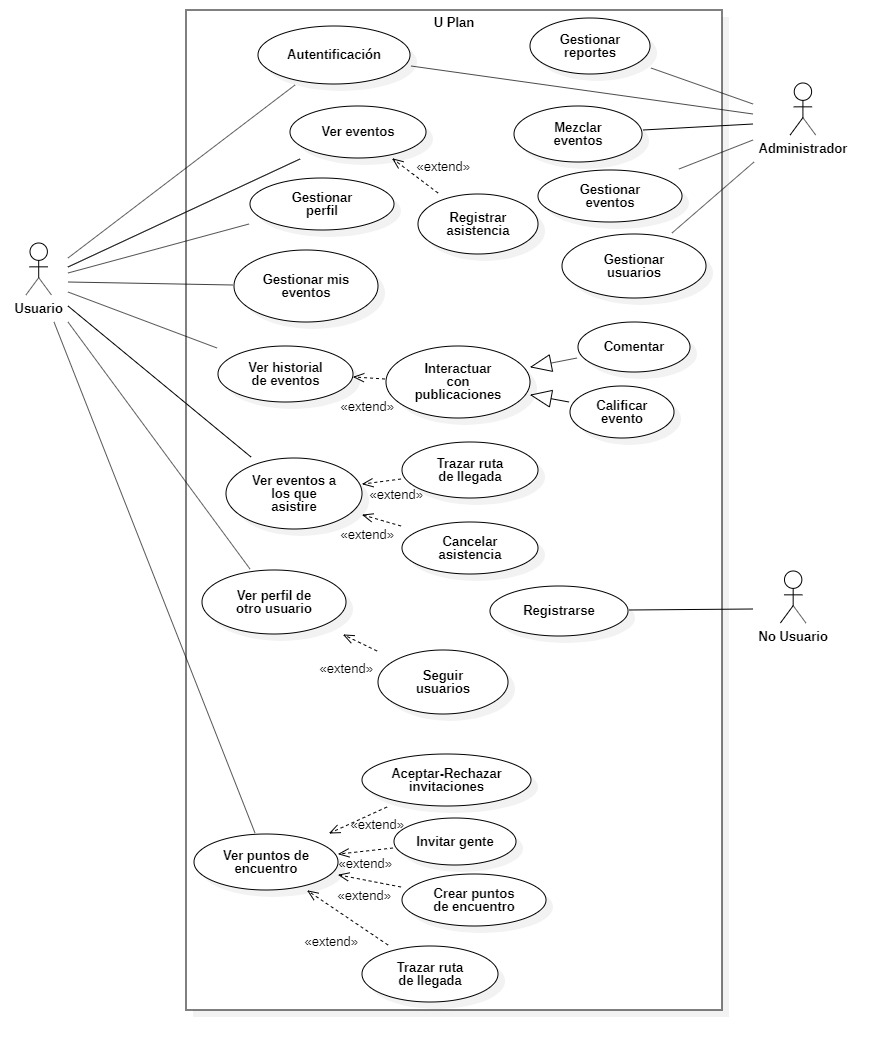 U Plan
Autentificación
Gestionar
reportes
Ver eventos
Mezclar
eventos
Administrador
«extend»
Gestionar
perfil
Registrar
asistencia
Gestionar
eventos
Gestionar
usuarios
Usuario
Gestionar mis
eventos
Ver historial
de eventos
Interactuar
con
publicaciones
«extend»
Comentar
Calificar
evento
Ver eventos a
los que
asistire
Trazar ruta
de llegada
«extend»
«extend»
Cancelar
asistencia
Ver perfil de
otro usuario
Registrarse
No Usuario
«extend»
Seguir
usuarios
Aceptar-Rechazar
invitaciones
«extend»
Invitar gente
Ver puntos de
encuentro
«extend»
«extend»
Crear puntos
de encuentro
«extend»
Trazar ruta
de llegada